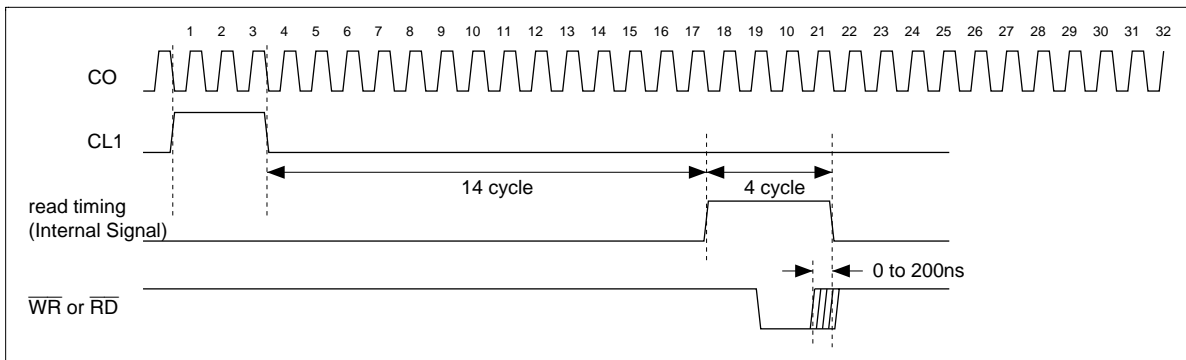 1 2 3 4 5 6 7 8 9 10 11 12 13 14 15 16 17 18 19 10 21 22 23 24 25 26 27 28 29 30 31 32
CO
CL1
14 cycle
4 cycle
read timing
(Internal Signal)
0 to 200ns
WR or RD